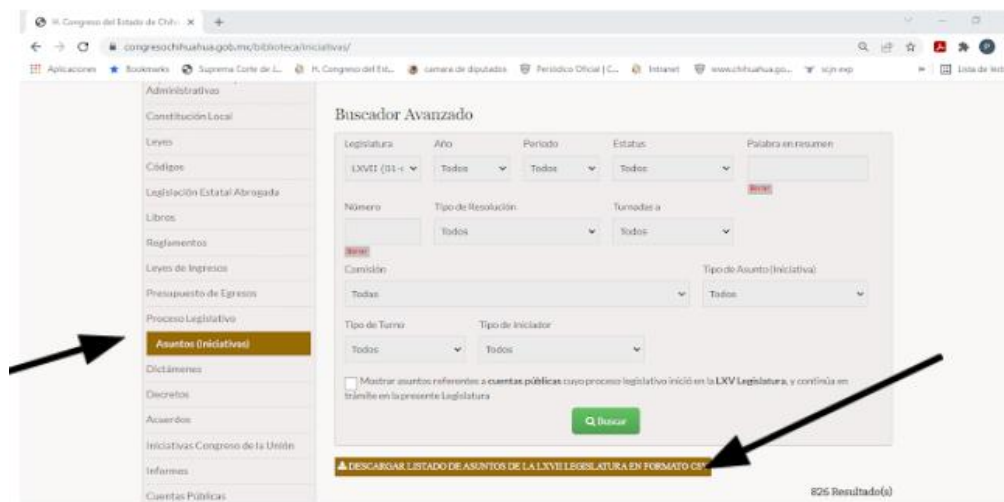 H. Congreso del Estado de Chihu
congresochihuahua.gob.mx/biblioteca/iniciativas/
Aplicaciones Bookmarks Suprema Corte de J... H. Congreso del Est... camara de diputados Periódico Oficial | C... Intranet www.chihuahua.go... scjn exp Lista de lect
Administrativas
Constitución Local
Leyes
Códigos
Legislación Estatal Abrogada
Libros
Reglamentos
Leyes de Ingresos
Presupuesto de Egresos
Proceso Legislativo
Asuntos (Iniciativas)
Dictámenes
Decretos
Acuerdos
Iniciativas Congreso de la Unión
Informes
Cuentas Públicas
Buscador Avanzado
Legislatura Año Periodo Estatus Palabra en resumen
LXVII (01- Todos Todos Todos
Borrar
Número Tipo de Resolución Turnadas a
Todos Todos
Borrar
Comisión Tipo de Asunto (Iniciativa)
Todas Todos
Tipo de Turno Tipo de Iniciador
Todos Todos
Mostrar asuntos referentes a cuentas públicas cuyo proceso legislativo inició en la LXV Legislatura, y continúa en
trámite en la presente Legislatura
Buscar
DESCARGAR LISTADO DE ASUNTOS DE LA LXVII LEGISLATURA EN FORMATO CSV
826 Resultado(s)